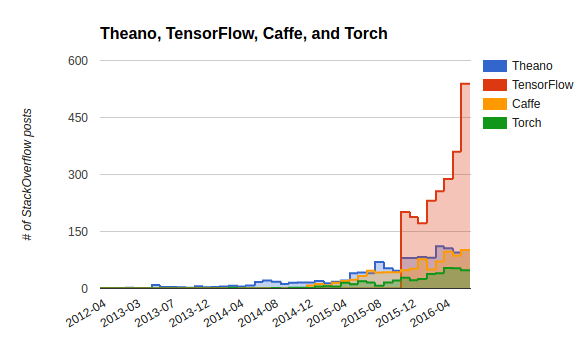 Theano, TensorFlow, Caffe, and Torch
600
450
300
150
0
# of StackOverflow posts
Theano
TensorFlow
Caffe
Torch
2012-04
2013-03
2013-07
2013-12
2014-04
2014-08
2014-12
2015-04
2015-08
2015-12
2016-04